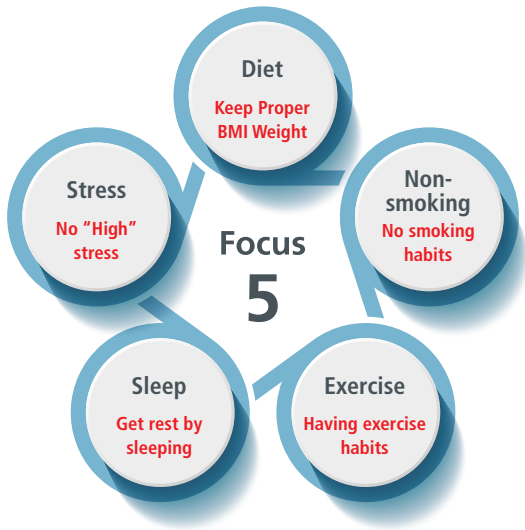 Diet
Keep Proper
BMI Weight
Non-
smoking
No smoking
habits
Exercise
Having exercise
habits
Sleep
Get rest by
sleeping
Stress
No “High”
stress
Focus
5